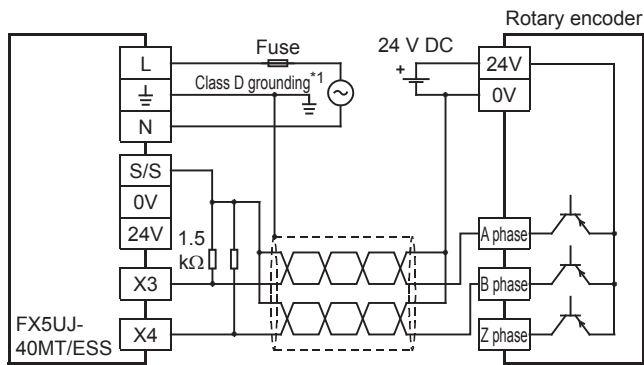 Rotary encoder
Fuse
24 V DC
L
Class D grounding*1
+
24V
0V
N
S/S
0V
24V
1.5
kΩ
A phase
X3
B phase
FX5UJ-
40MT/ESS
X4
Z phase